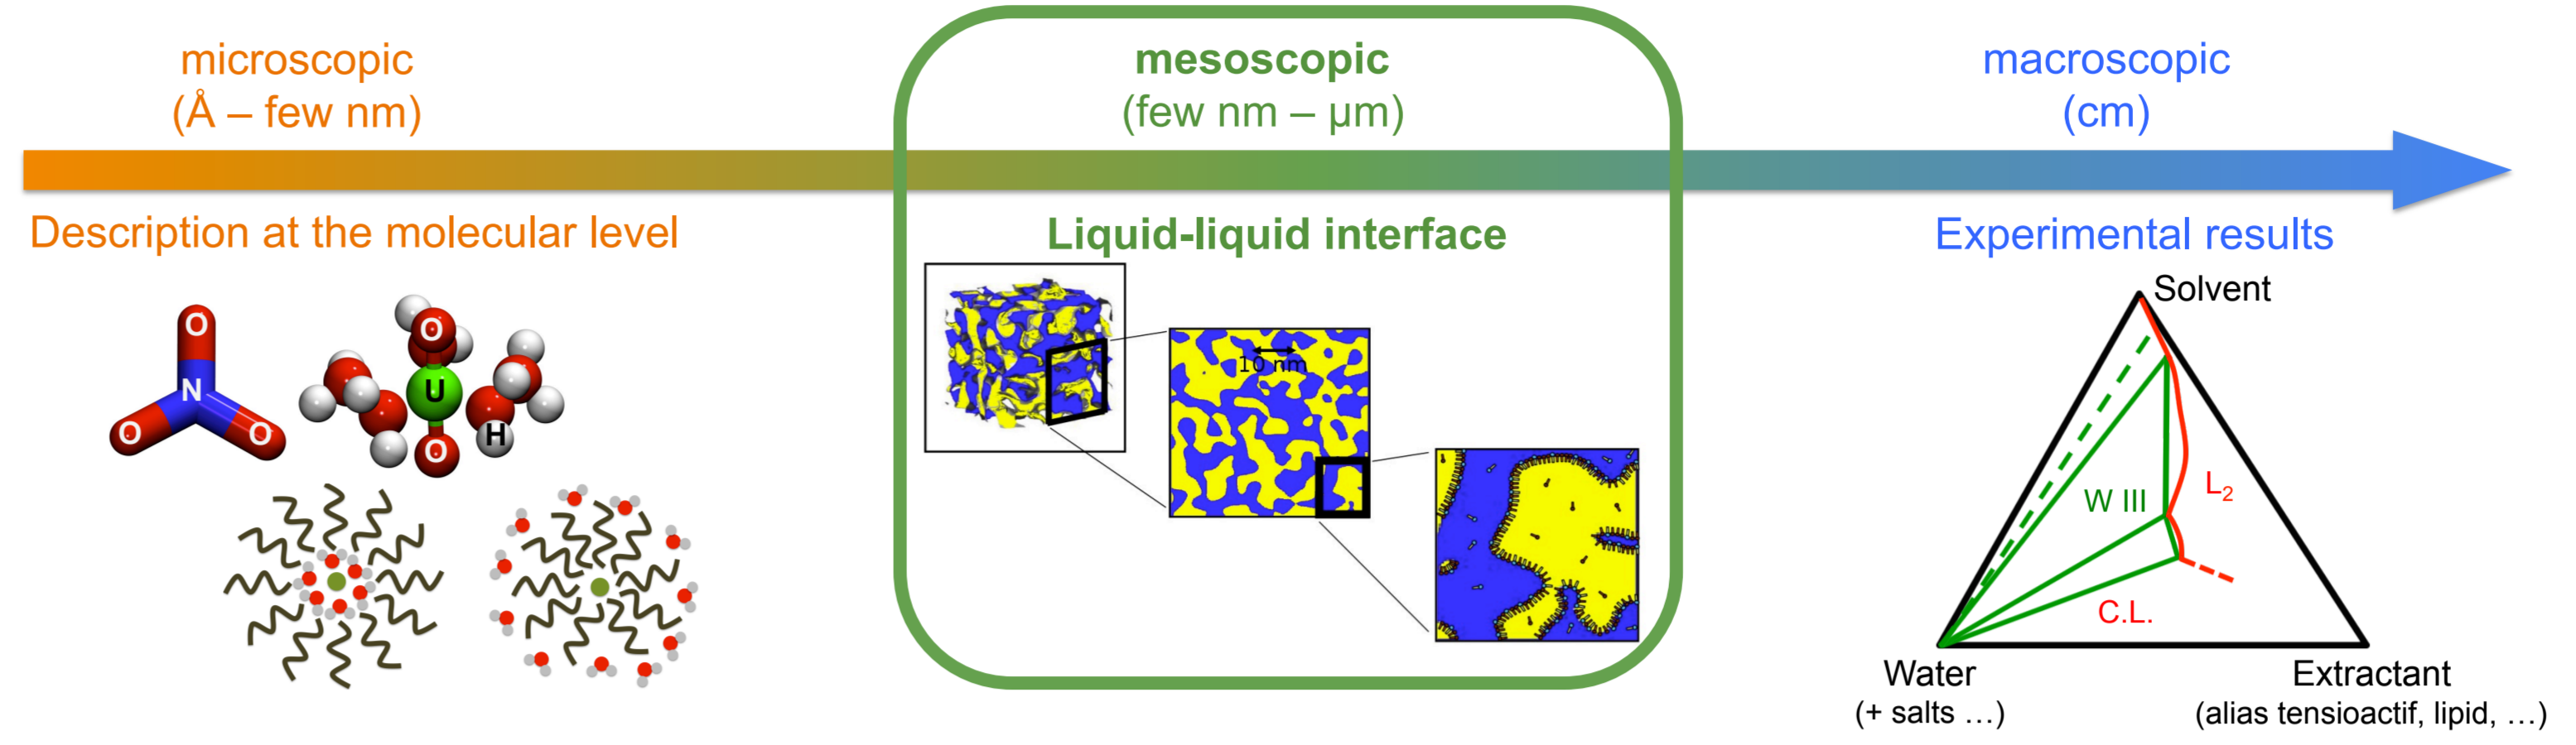 microscopic
(Å – few nm)
mesoscopic
(few nm – μm)
macroscopic
(cm)
Description at the molecular level
Liquid-liquid interface
Experimental results
O
N
O
O
O
U
O
H
10 nm
Solvent
W III
L₂
C.L.
Water
(+ salts …)
Extractant
(alias tensioactif, lipid, …)